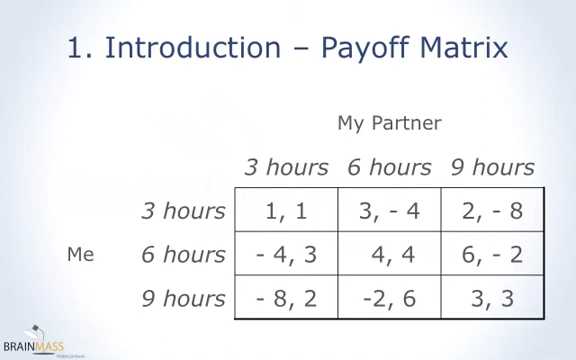 1. Introduction – Payoff Matrix
My Partner
3 hours 6 hours 9 hours
3 hours 1, 1 3, - 4 2, - 8
Me 6 hours - 4, 3 4, 4 6, - 2
9 hours - 8, 2 -2, 6 3, 3
BRAINMASS